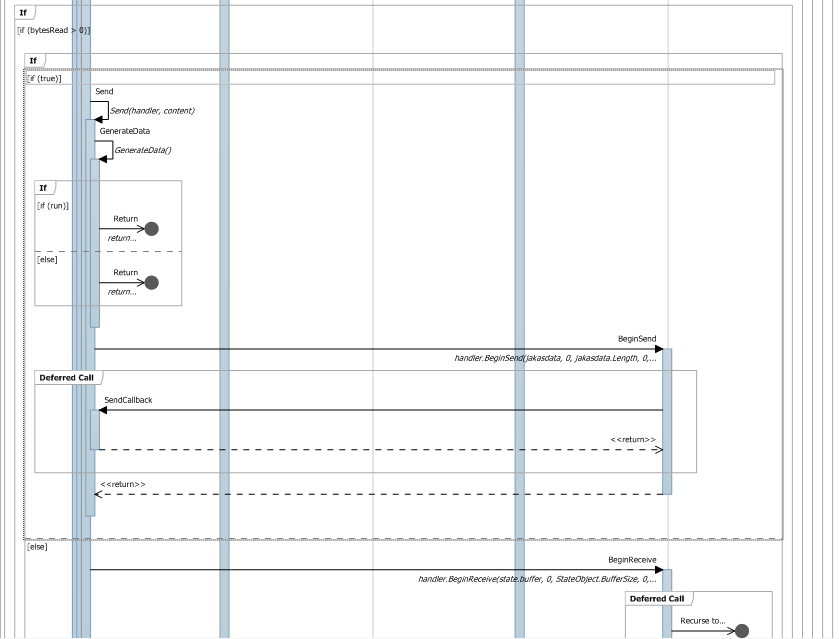 If
[if (bytesRead > 0)]
If
[if (true)]
Send
Send(handler, content)
GenerateData
GenerateData()
If
[if (run)]
Return
return...
[else]
Return
return...
BeginSend
handler.BeginSend(jakasdata, 0, jakasdata.Length, 0,...
Deferred Call
SendCallback
<<return>>
<<return>>
[else]
BeginReceive
handler.BeginReceive(state.buffer, 0, StateObject.BufferSize, 0,...
Deferred Call
Recurse to...